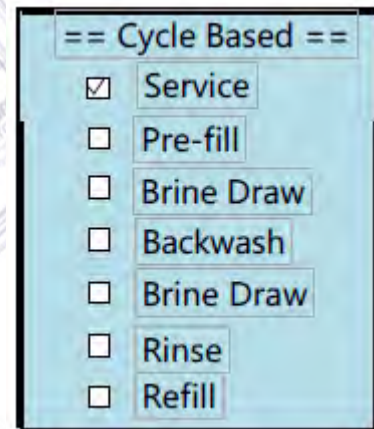 == Cycle Based ==
Service
Pre-fill
Brine Draw
Backwash
Brine Draw
Rinse
Refill